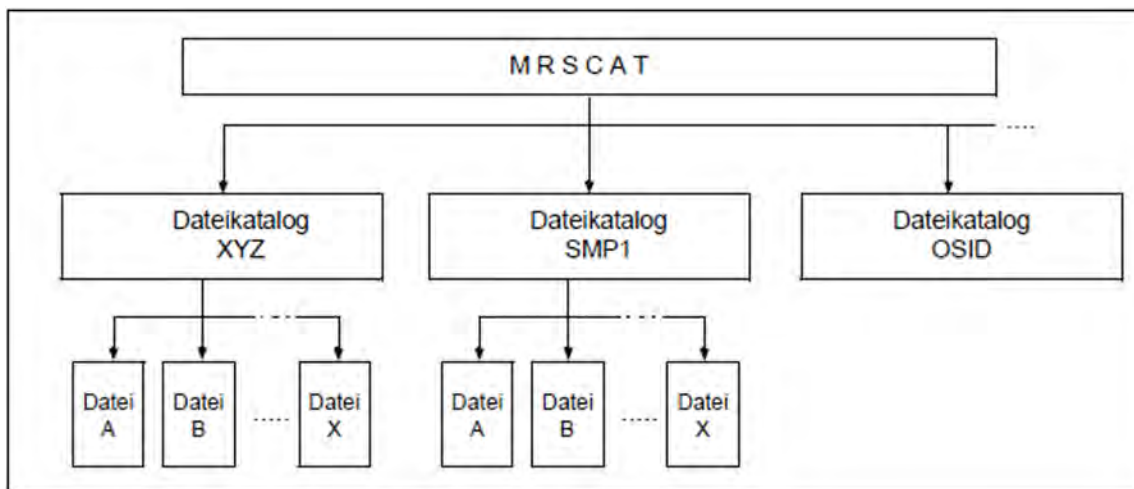 M R S C A T
.....
Dateikatalog
XYZ
Dateikatalog
SMP1
Dateikatalog
OSID
Datei
A
Datei
B
.....
Datei
X
Datei
A
Datei
B
.....
Datei
X